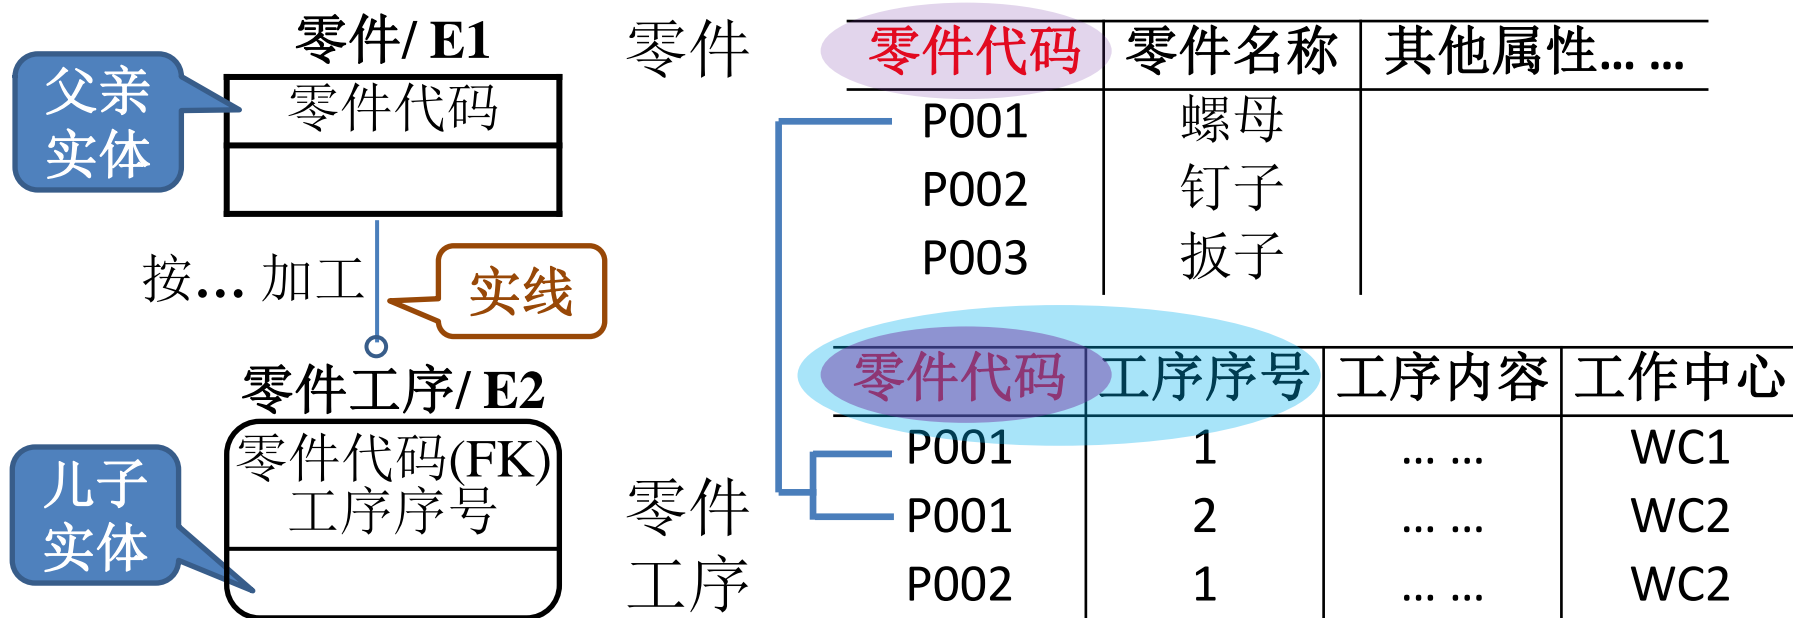 零件/ E1
父亲
实体
零件代码
按... 加工
实线
零件工序/ E2
儿子
实体
零件代码(FK)
工序序号
零件
零件代码 零件名称 其他属性... ...
P001 螺母
P002 钉子
P003 扳子
零件
工序
零件代码 工序序号 工序内容 工作中心
P001 1 ... ... WC1
P001 2 ... ... WC2
P002 1 ... ... WC2